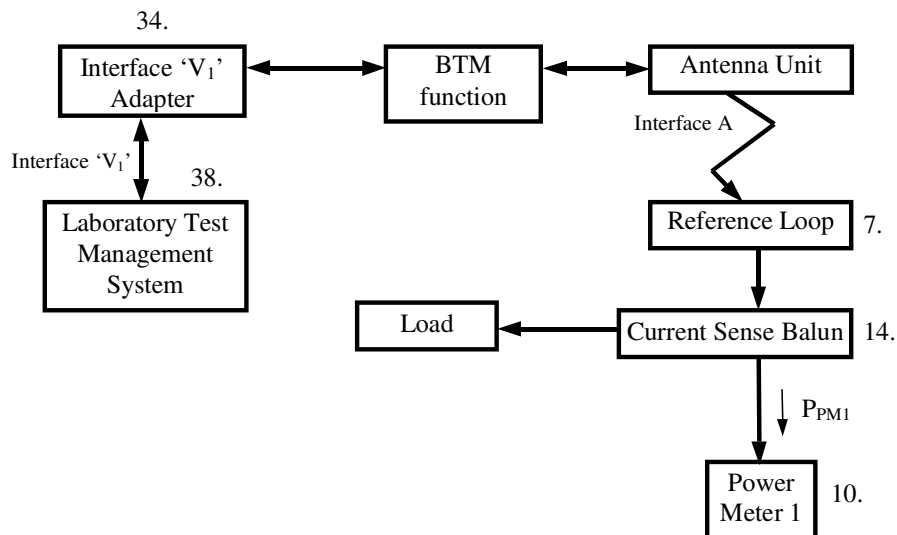 34.
Interface ‘V₁’
Adapter
BTM
function
Antenna Unit
Interface A
Interface ‘V₁’
38.
Laboratory Test
Management
System
Reference Loop
7.
Load
Current Sense Balun
14.
P_PM1
Power
Meter 1
10.